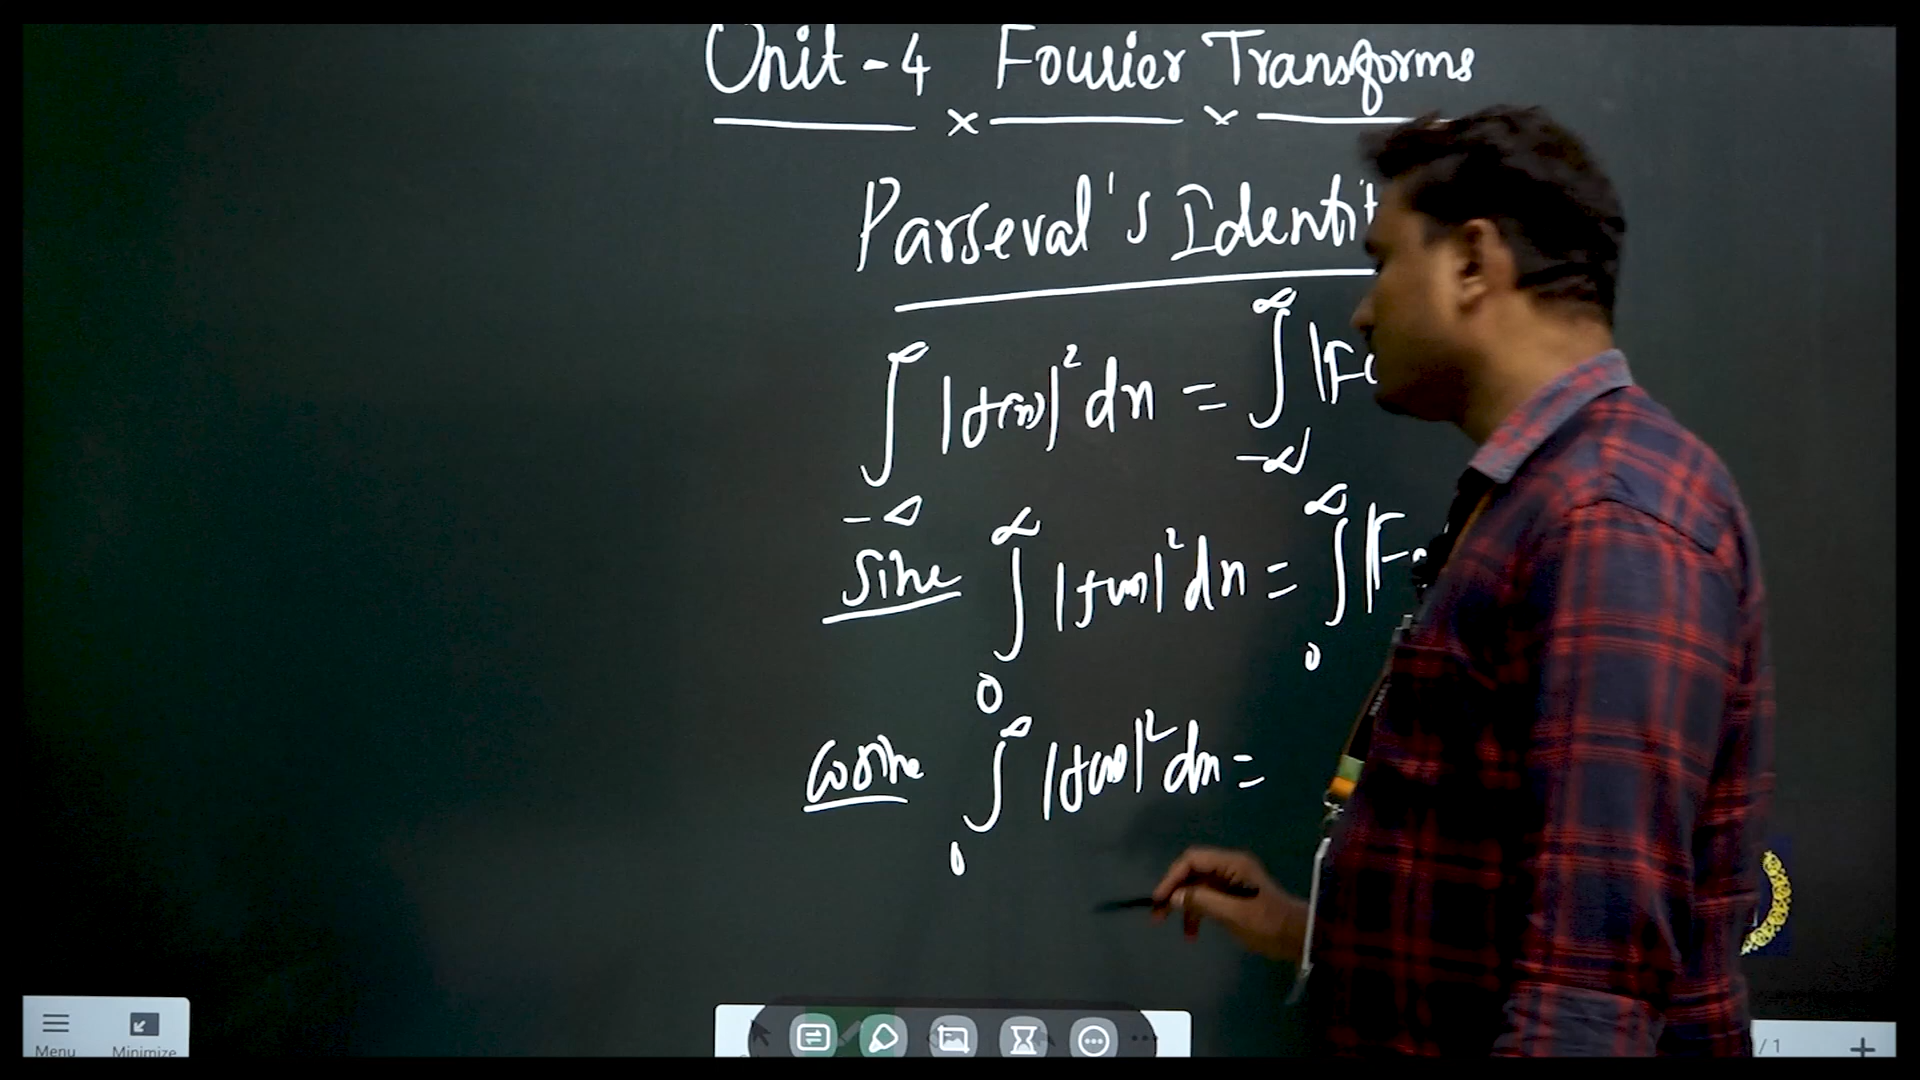 Unit - 4 Fourier Transforms
Parseval's Identit
∞ ∫ -∞ |f(x)|² dx = ∞ ∫ -∞ |F(
Sine ∞ ∫ 0 |f(x)|² dx = ∞ ∫ 0 |F
Cosine ∞ ∫ 0 |f(x)|² dx =
Menu Minimize
/ 1